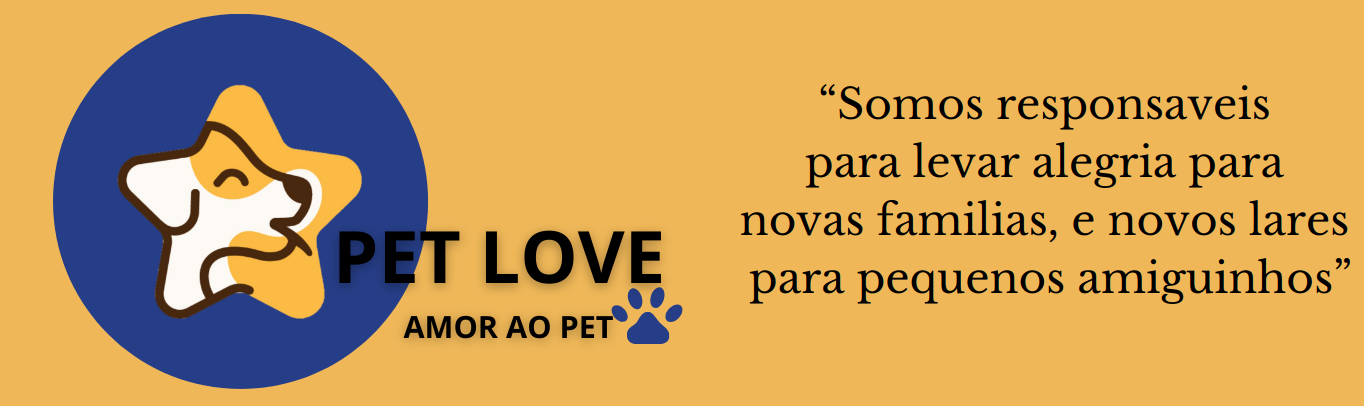 PET LOVE
AMOR AO PET
“Somos responsaveis
para levar alegria para
novas familias, e novos lares
para pequenos amiguinhos”